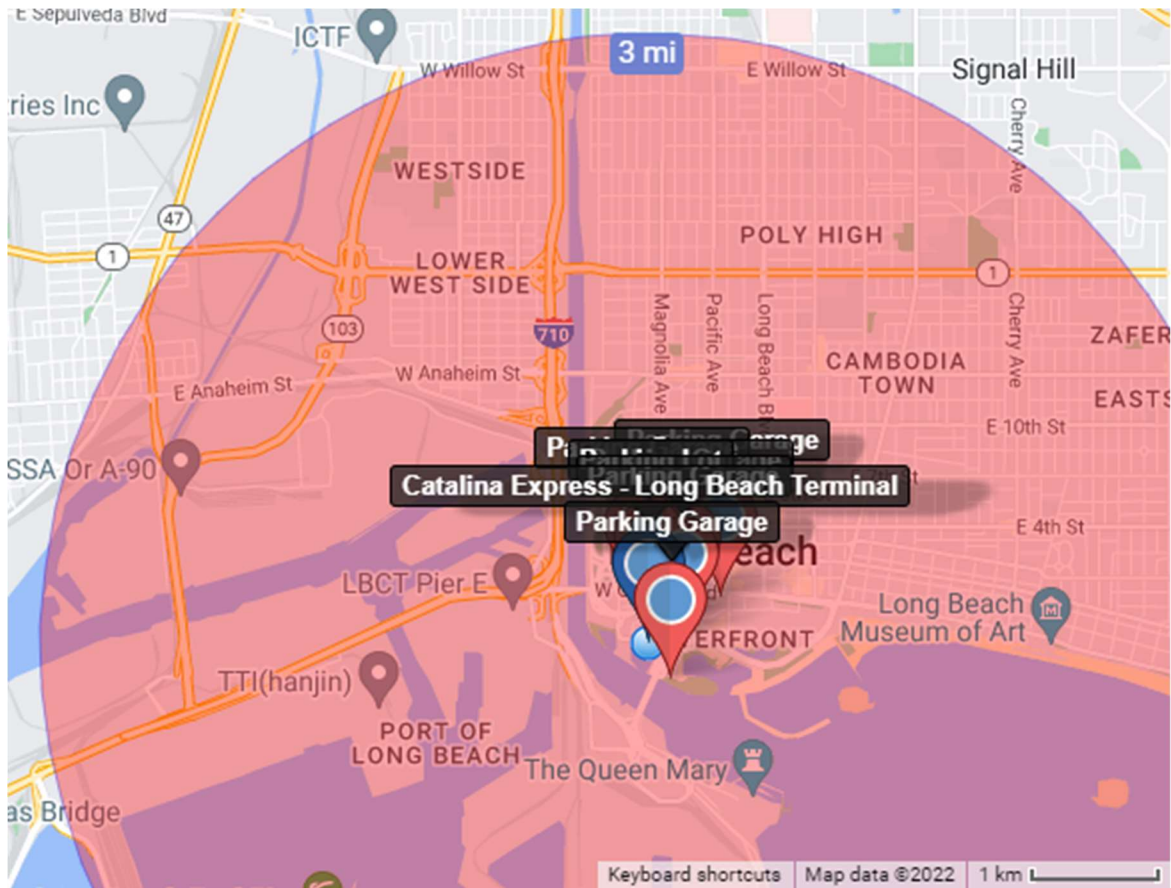 E Sepulveda Blvd
ICTF
W Willow St
3 mi
E Willow St
Signal Hill
ries Inc
Cherry Ave
WESTSIDE
47
1
POLY HIGH
LOWER
WEST SIDE
1
103
710
Magnolia Ave
Pacific Ave
Long Beach Bl
Cherry Ave
ZAFER
CAMBODIA
TOWN
E Anaheim St
W Anaheim St
EASTS
E 10th St
Parking Garage
SSA Or A-90
Parking Garage
Catalina Express - Long Beach Terminal
Parking Garage
E 4th St
each
LBCT Pier E
Long Beach
Museum of Art
ERFRONT
TTI(hanjin)
PORT OF
LONG BEACH
The Queen Mary
as Bridge
Keyboard shortcuts
Map data ©2022
1 km